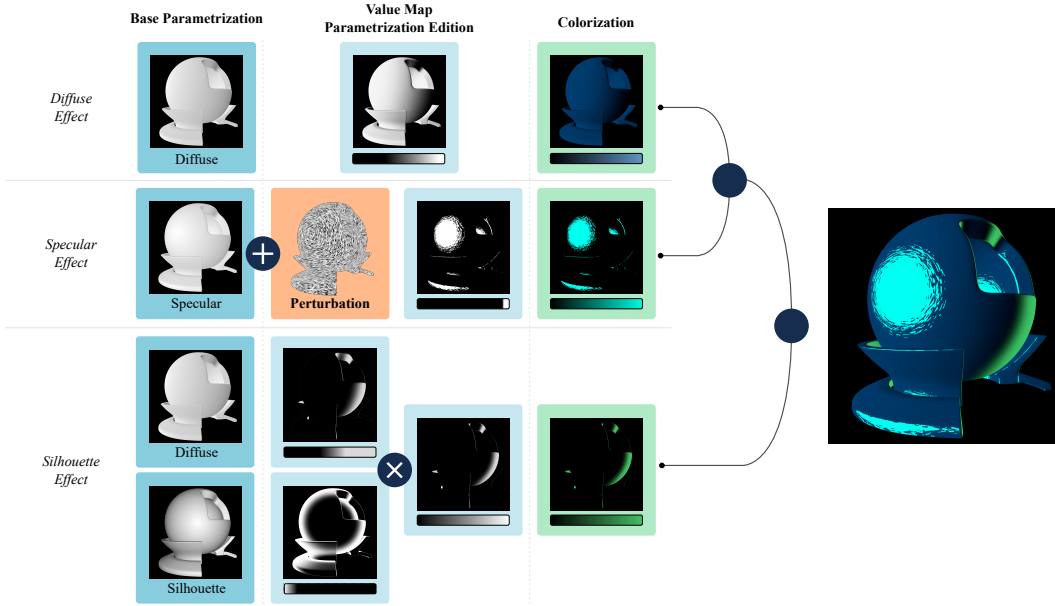 Base Parametrization
Value Map
Parametrization Edition
Colorization
Diffuse
Effect
Diffuse
Specular
Effect
+
Specular
Perturbation
Silhouette
Effect
Diffuse
×
Silhouette